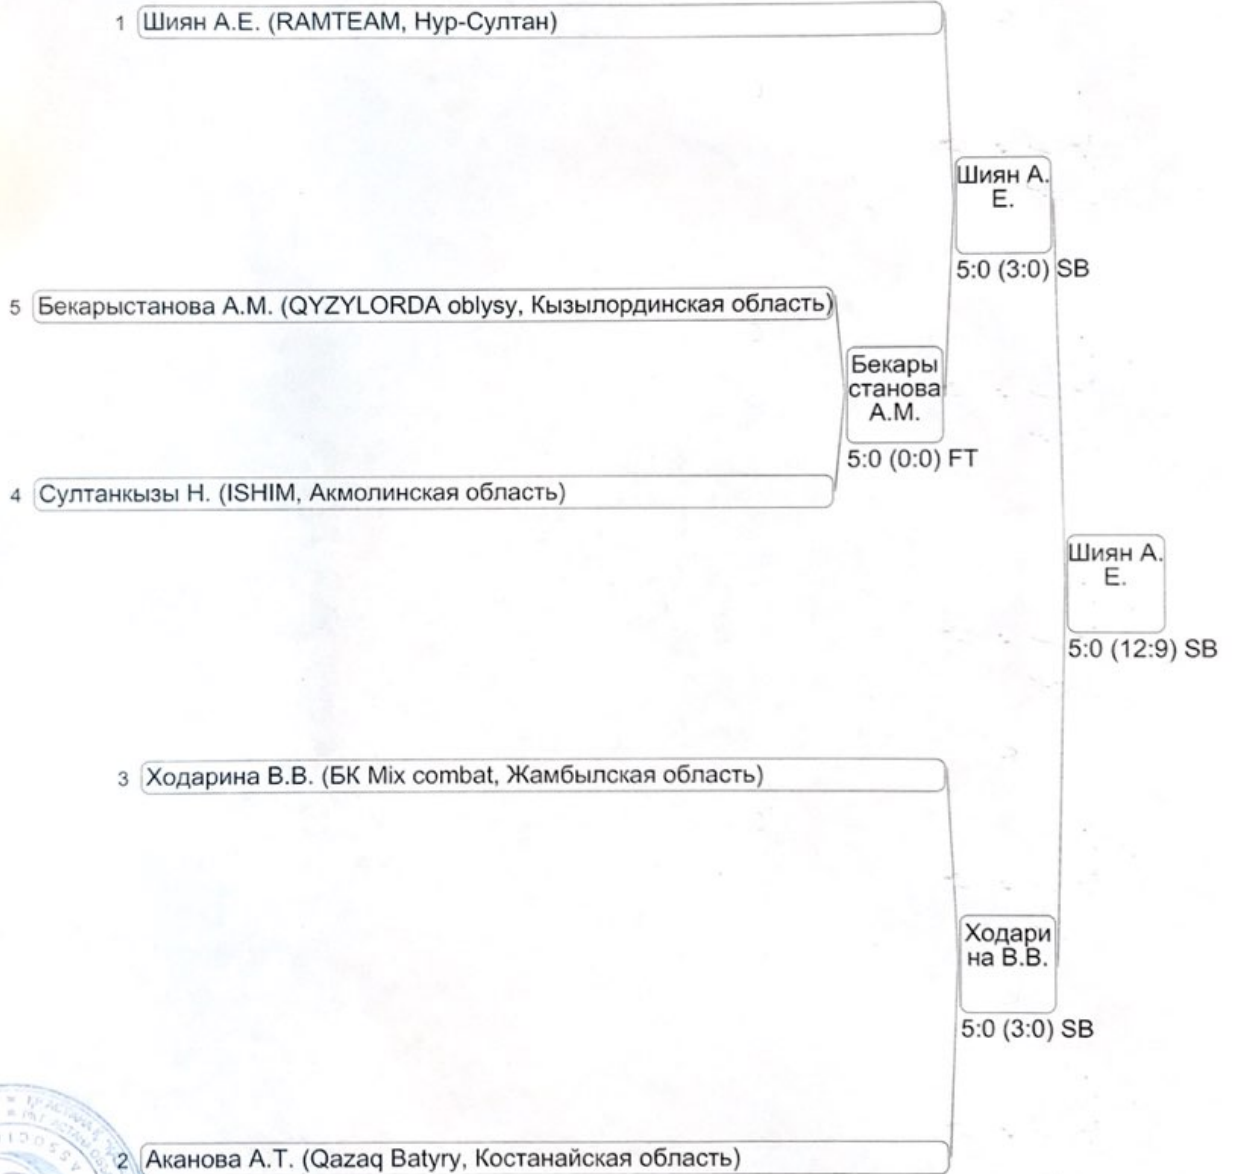 1 Шиян А.Е. (RAMTEAM, Нур-Султан)
Шиян А.
Е.
5:0 (3:0) SB
5 Бекарыстанова А.М. (QYZYLORDA oblysy, Кызылординская область)
Бекары
станова
А.М.
5:0 (0:0) FT
4 Султанкызы Н. (ISHIM, Акмолинская область)
Шиян А.
Е.
5:0 (12:9) SB
3 Ходарина В.В. (БК Mix combat, Жамбылская область)
Ходари
на В.В.
5:0 (3:0) SB
2 Аканова А.Т. (Qazaq Batyry, Костанайская область)